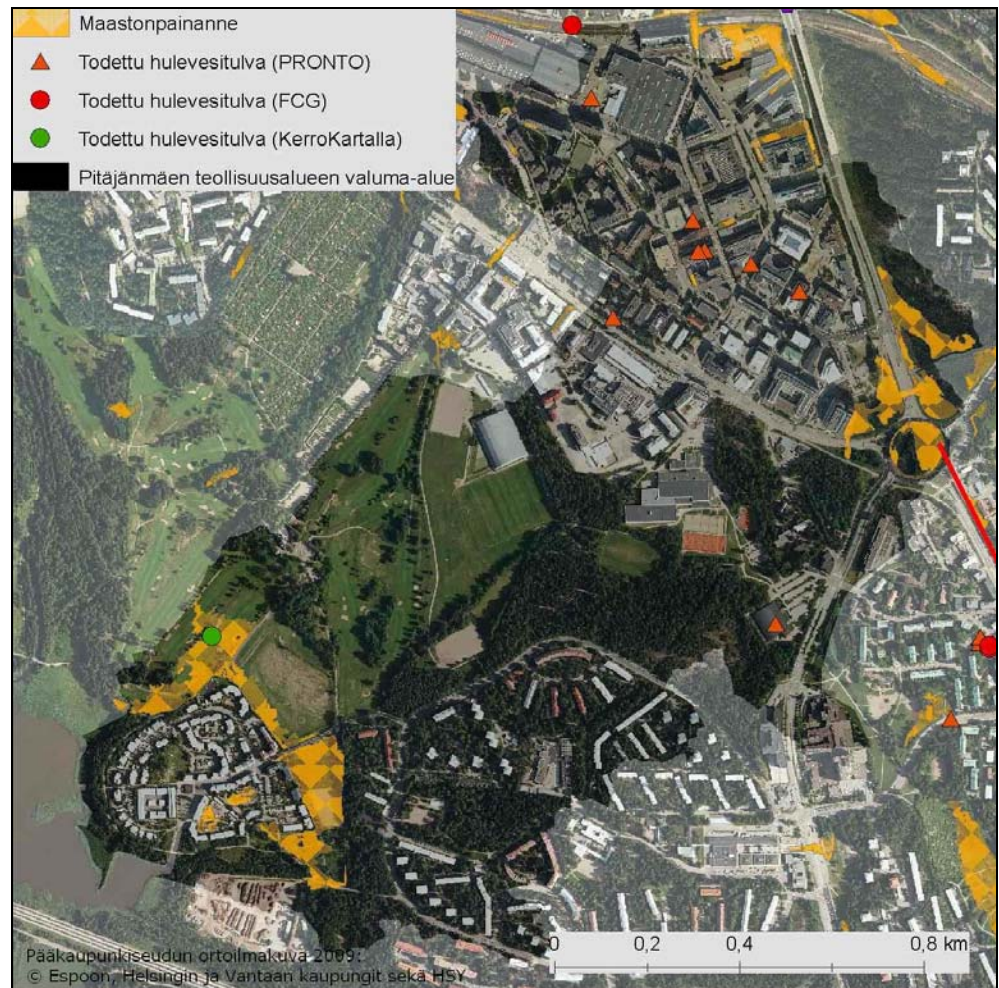 Maastonpainanne
Todettu hulevesitulva (PRONTO)
Todettu hulevesitulva (FCG)
Todettu hulevesitulva (KerroKartalla)
Pitäjänmäen teollisuusalueen valuma-alue
0 0,2 0,4 0,8 km
Pääkaupunkiseudun ortoilmakuva 2009:
© Espoon, Helsingin ja Vantaan kaupungit sekä HSY